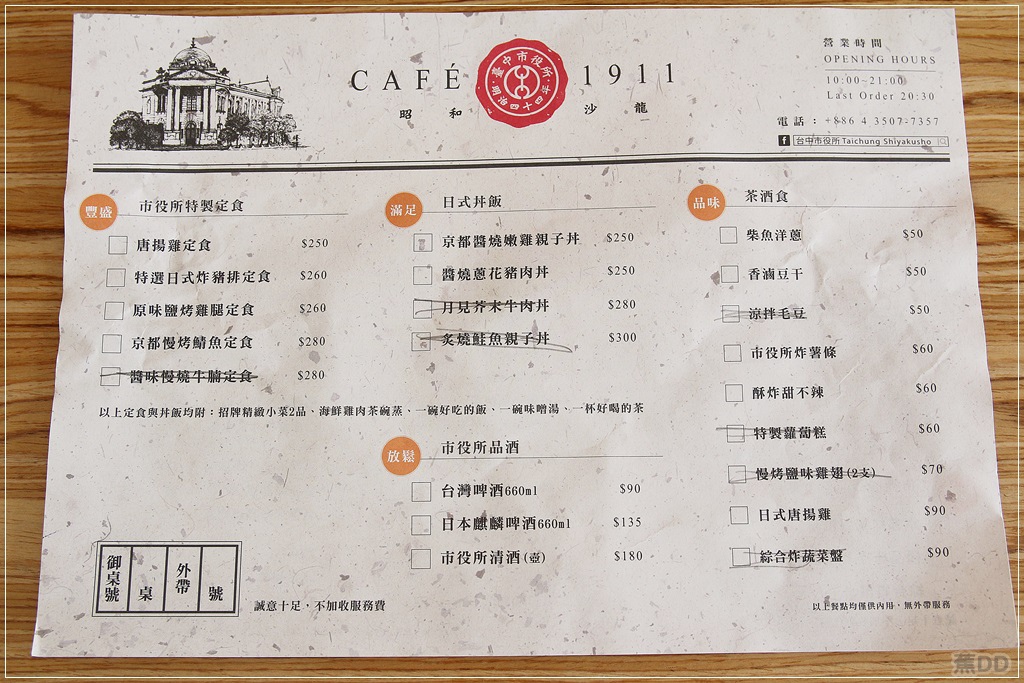 CAFÉ 1911
昭和沙龍
臺中市役所
明治四十四年
營業時間
OPENING HOURS
10:00~21:00
Last Order 20:30
電話：+886 4 3507-7357
f 台中市役所 Taichung Shiyakusho
豐盛 市役所特製定食
唐揚雞定食 $250
特選日式炸豬排定食 $260
原味鹽烤雞腿定食 $260
京都慢烤鯖魚定食 $280
醬味慢燒牛腩定食 $280
滿足 日式丼飯
京都醬燒嫩雞親子丼 $250
醬燒蔥花豬肉丼 $250
月見芥末牛肉丼 $280
炙燒鮭魚親子丼 $300
以上定食與丼飯均附：招牌精緻小菜2品、海鮮雞肉茶碗蒸、一碗好吃的飯、一碗味噌湯、一杯好喝的茶
放鬆 市役所品酒
台灣啤酒660ml $90
日本麒麟啤酒660ml $135
市役所清酒(壺) $180
品味 茶酒食
柴魚洋蔥 $50
香滷豆干 $50
涼拌毛豆 $50
市役所炸薯條 $60
酥炸甜不辣 $60
特製蘿蔔糕 $60
慢烤鹽味雞翅(2支) $70
日式唐揚雞 $90
綜合炸蔬菜盤 $90
御桌號 桌 外帶 號
誠意十足，不加收服務費
以上餐點均僅供內用，無外帶服務
蕉DD